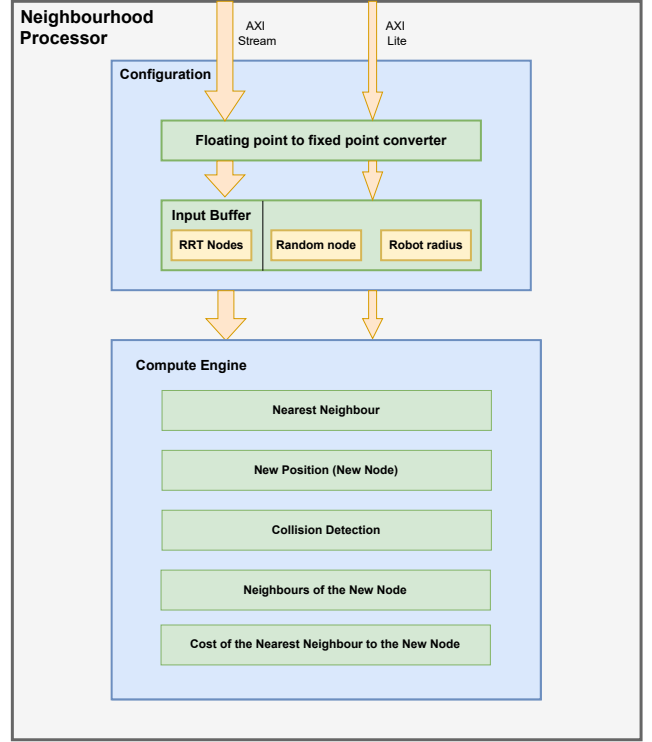 Neighbourhood
Processor
AXI
Stream
AXI
Lite
Configuration
Floating point to fixed point converter
Input Buffer
RRT Nodes
Random node
Robot radius
Compute Engine
Nearest Neighbour
New Position (New Node)
Collision Detection
Neighbours of the New Node
Cost of the Nearest Neighbour to the New Node